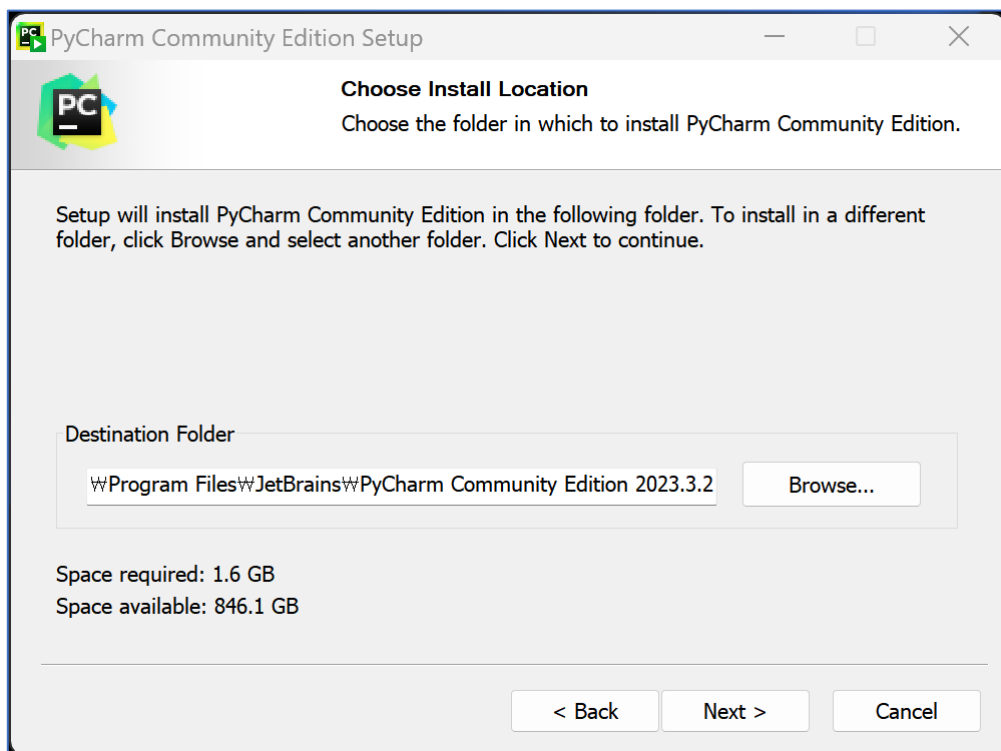 PyCharm Community Edition Setup
PC
Choose Install Location
Choose the folder in which to install PyCharm Community Edition.
Setup will install PyCharm Community Edition in the following folder. To install in a different
folder, click Browse and select another folder. Click Next to continue.
Destination Folder
₩Program Files₩JetBrains₩PyCharm Community Edition 2023.3.2
Browse...
Space required: 1.6 GB
Space available: 846.1 GB
< Back
Next >
Cancel